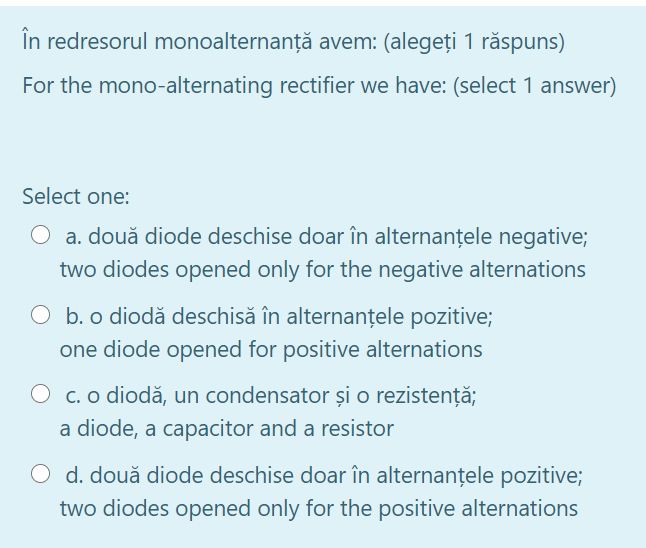 În redresorul monoalternanță avem: (alegeți 1 răspuns)
For the mono-alternating rectifier we have: (select 1 answer)
Select one:
a. două diode deschise doar în alternanțele negative;
two diodes opened only for the negative alternations
b. o diodă deschisă în alternanțele pozitive;
one diode opened for positive alternations
c. o diodă, un condensator și o rezistență;
a diode, a capacitor and a resistor
d. două diode deschise doar în alternanțele pozitive;
two diodes opened only for the positive alternations